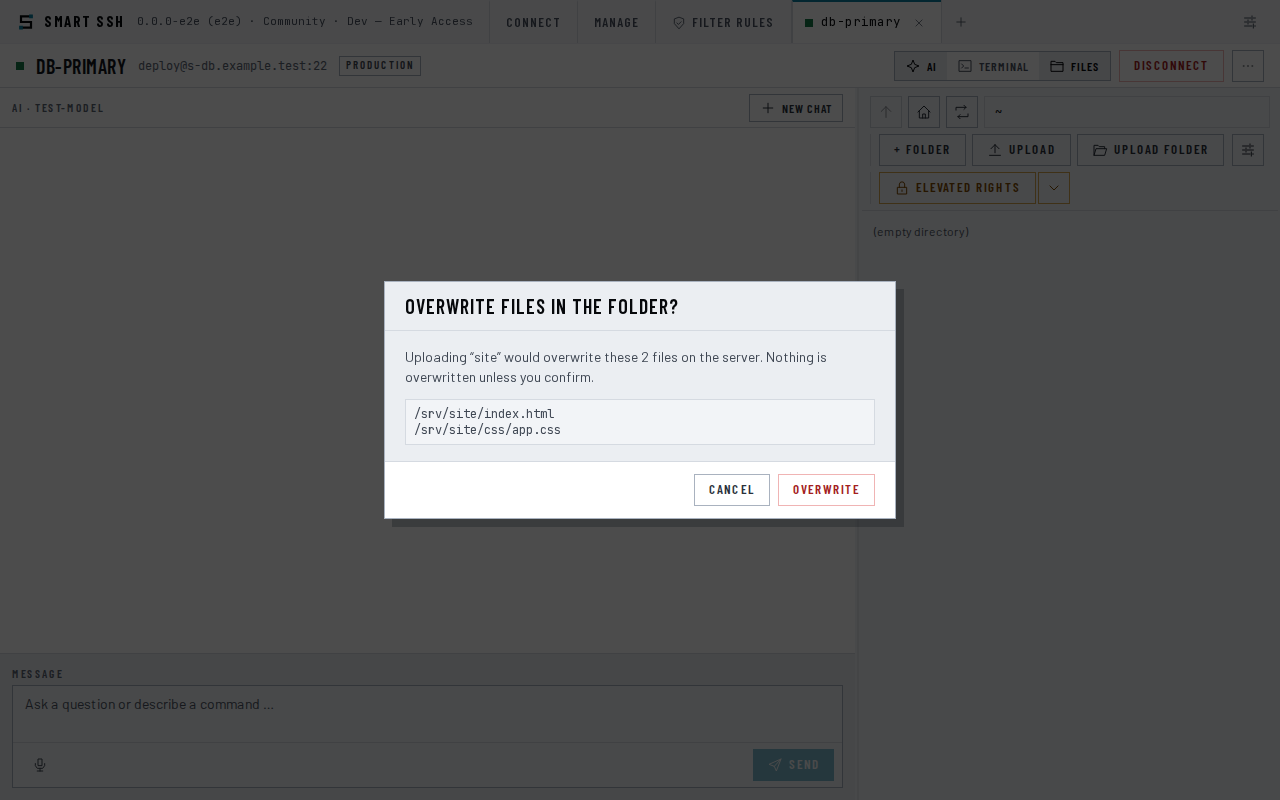 SMART SSH 0.0.0-e2e (e2e) · Community · Dev — Early Access CONNECT MANAGE FILTER RULES db-primary
DB-PRIMARY deploy@s-db.example.test:22 PRODUCTION AI TERMINAL FILES DISCONNECT ...
AI · TEST-MODEL NEW CHAT
~
+ FOLDER UPLOAD UPLOAD FOLDER
ELEVATED RIGHTS
(empty directory)
OVERWRITE FILES IN THE FOLDER?
Uploading “site” would overwrite these 2 files on the server. Nothing is
overwritten unless you confirm.
/srv/site/index.html
/srv/site/css/app.css
CANCEL OVERWRITE
MESSAGE
Ask a question or describe a command ...
SEND